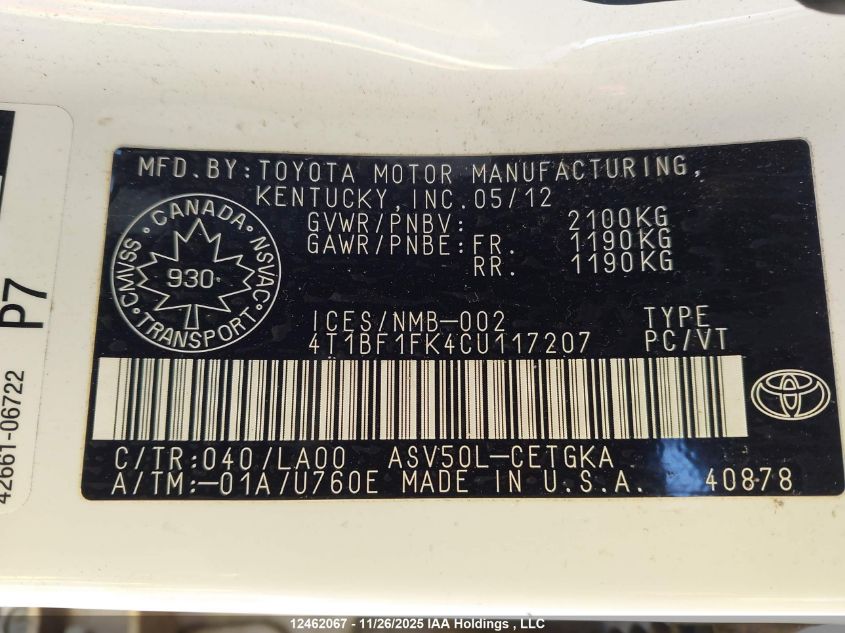 MFD.BY:TOYOTA MOTOR MANUFACTURING,
KENTUCKY, INC. 05/12
GVWR/PNBV: 2100KG
GAWR/PNBE: FR. 1190KG
RR. 1190KG
CANADA
CMVSS 930 NSVAC
TRANSPORT
ICES/NMB-002 TYPE
4T1BF1FK4CU117207 PC/VT
C/TR:040/LA00 ASV50L-CETGKA
A/TM:-01A/U760E MADE IN U.S.A. 40878
P7
42661-06722
12462067 - 11/26/2025 IAA Holdings , LLC